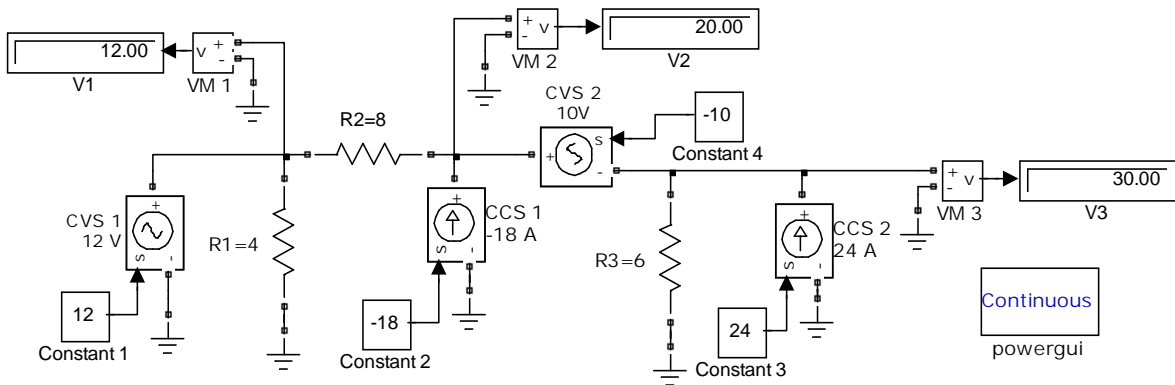 12.00
V1
v
+
-
VM 1
+
-
v
VM 2
20.00
V2
CVS 2
10V
+
s
-
-10
Constant 4
R2=8
CVS 1
12 V
+
s
-
R1=4
CCS 1
-18 A
+
s
-
R3=6
CCS 2
24 A
+
s
-
+
-
v
VM 3
30.00
V3
12
Constant 1
-18
Constant 2
24
Constant 3
Continuous
powergui